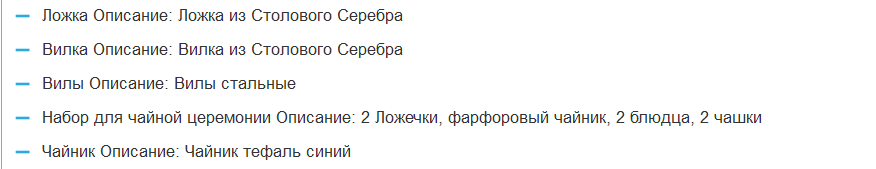 Ложка Описание: Ложка из Столового Серебра
Вилка Описание: Вилка из Столового Серебра
Вилы Описание: Вилы стальные
Набор для чайной церемонии Описание: 2 Ложечки, фарфоровый чайник, 2 блюдца, 2 чашки
Чайник Описание: Чайник тефаль синий